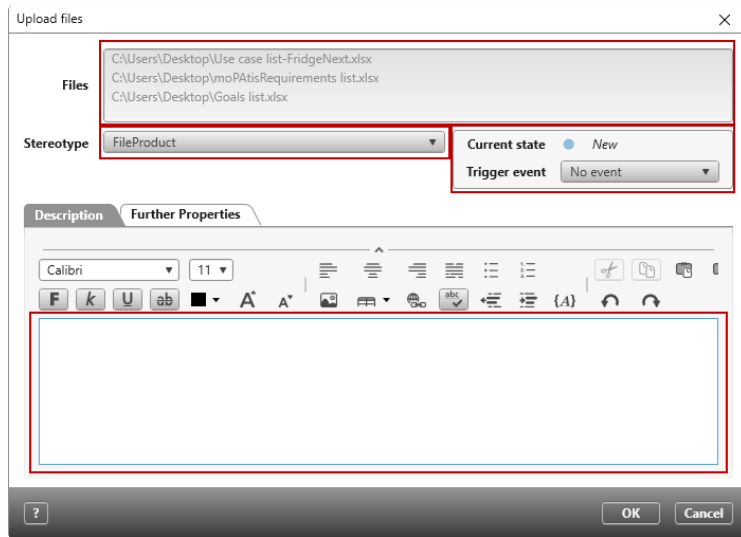 Upload files
Files
C:\Users\Desktop\Use case list-FridgeNext.xlsx
C:\Users\Desktop\moPAtisRequirements list.xlsx
C:\Users\Desktop\Goals list.xlsx
Stereotype
FileProduct
Current state New
Trigger event No event
Description Further Properties
Calibri 11
F k U ab A A abc {A}
? OK Cancel